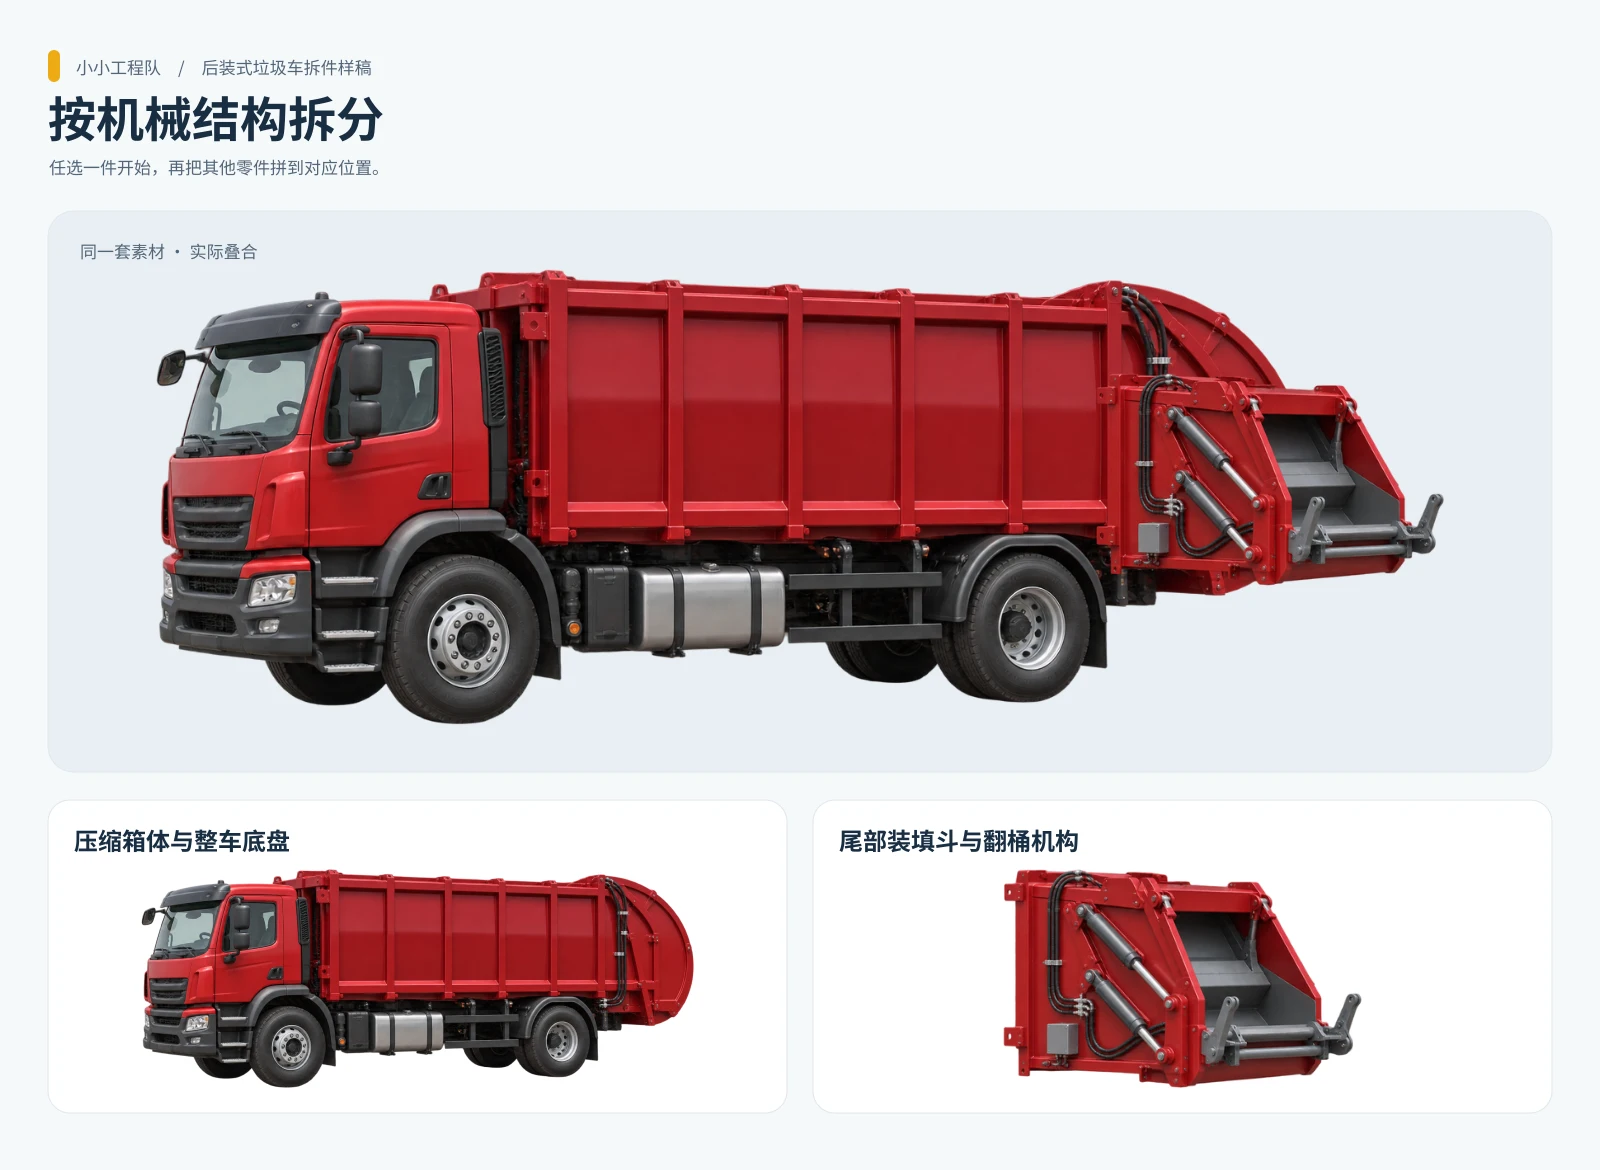 小小工程队 / 后装式垃圾车拆件样稿
按机械结构拆分
任选一件开始，再把其他零件拼到对应位置。
同一套素材 · 实际叠合
压缩箱体与整车底盘
尾部装填斗与翻桶机构